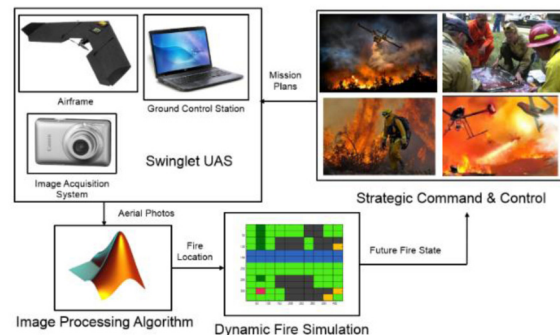 Airframe
Ground Control Station
Canon
Image Acquisition
System
Swinglet UAS
Mission
Plans
Strategic Command & Control
Aerial Photos
Fire
Location
Future Fire State
Image Processing Algorithm
Dynamic Fire Simulation